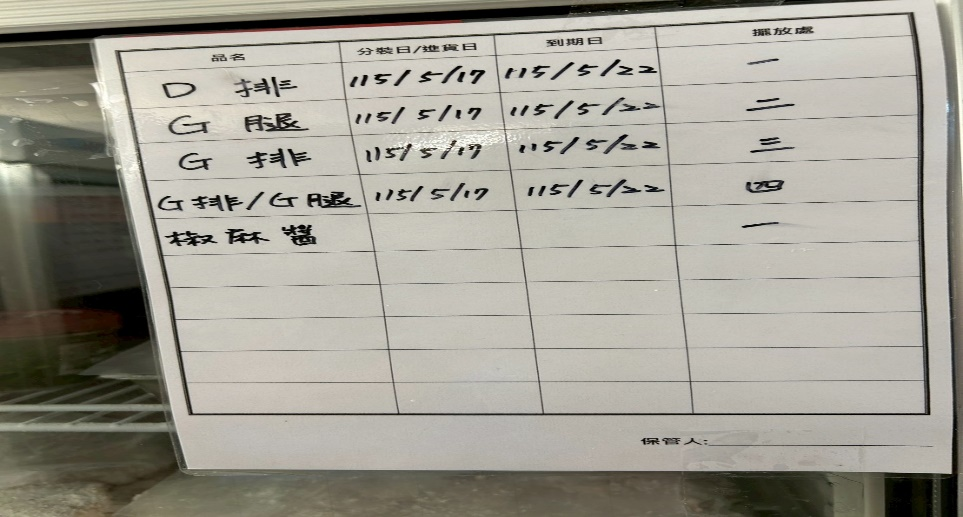 品名 分裝日/進貨日 到期日 擺放處
D 排 115/5/17 115/5/22 一
G 腿 115/5/17 115/5/22 二
G 排 115/5/17 115/5/22 三
G排/G腿 115/5/17 115/5/22 四
椒麻醬 一
保管人: